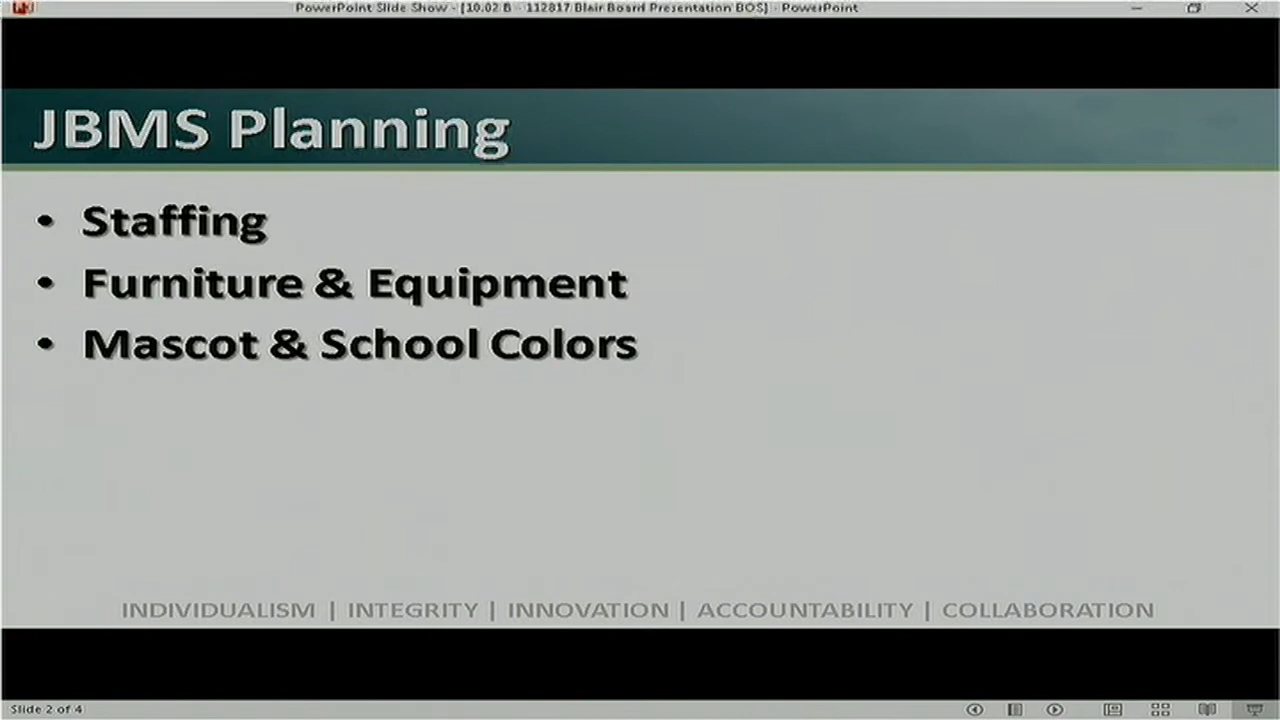 PowerPoint Slide Show - [10.02 B - 112817 Blair Board Presentation BOS] - PowerPoint
JBMS Planning
• Staffing
• Furniture & Equipment
• Mascot & School Colors
INDIVIDUALISM | INTEGRITY | INNOVATION | ACCOUNTABILITY | COLLABORATION
Slide 2 of 4